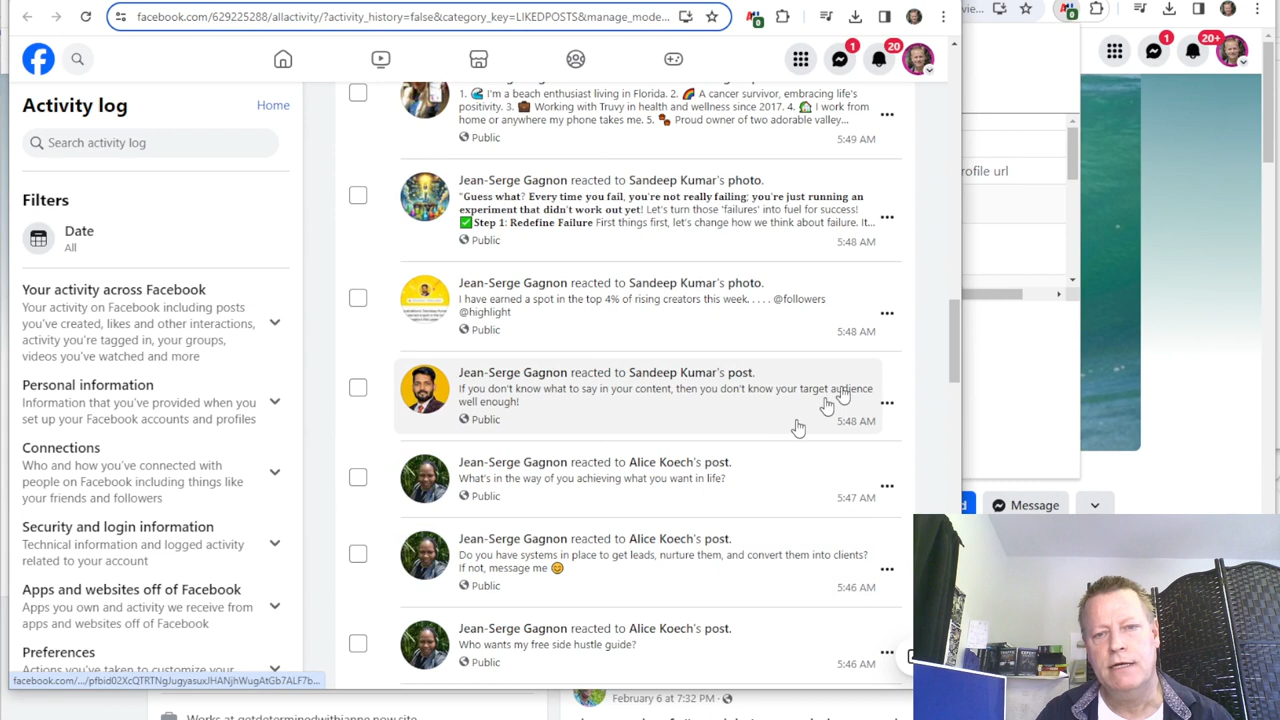 facebook.com/629225288/allactivity/?activity_history=false&category_key=LIKEDPOSTS&manage_mode...
0
0
1
20
1
20+
Activity log
Home
Search activity log
Filters
Date
All
Your activity across Facebook
Your activity on Facebook including posts
you've created, likes and other interactions,
activity you're tagged in, your groups,
videos you've watched and more
Personal information
Information that you've provided when you
set up your Facebook accounts and profiles
Connections
Who and how you've connected with
people on Facebook including things like
your friends and followers
Security and login information
Technical information and logged activity
related to your account
Apps and websites off of Facebook
Apps you own and activity we receive from
apps and websites off of Facebook
Preferences
Actions you've taken to customize your
facebook.com/.../pfbid02XcQTRTNgJugyasuxJHANjhWugAtGb7ALF7b...
1. 🌊 I'm a beach enthusiast living in Florida. 2. 🌈 A cancer survivor, embracing life's
positivity. 3. 💼 Working with Truvy in health and wellness since 2017. 4. 🏡 I work from
home or anywhere my phone takes me. 5. 🐕 Proud owner of two adorable valley...
Public
5:49 AM
Jean-Serge Gagnon reacted to Sandeep Kumar's photo.
"Guess what? Every time you fail, you're not really failing; you're just running an
experiment that didn't work out yet! Let's turn those 'failures' into fuel for success!
✅ Step 1: Redefine Failure First things first, let's change how we think about failure. It...
Public
5:48 AM
Jean-Serge Gagnon reacted to Sandeep Kumar's photo.
I have earned a spot in the top 4% of rising creators this week. . . . . @followers
@highlight
Public
5:48 AM
Jean-Serge Gagnon reacted to Sandeep Kumar's post.
If you don't know what to say in your content, then you don't know your target audience
well enough!
Public
5:48 AM
Jean-Serge Gagnon reacted to Alice Koech's post.
What's in the way of you achieving what you want in life?
Public
5:47 AM
Jean-Serge Gagnon reacted to Alice Koech's post.
Do you have systems in place to get leads, nurture them, and convert them into clients?
If not, message me 😊
Public
5:46 AM
Jean-Serge Gagnon reacted to Alice Koech's post.
Who wants my free side hustle guide?
Public
5:46 AM
rofile url
Message
February 6 at 7:32 PM ·